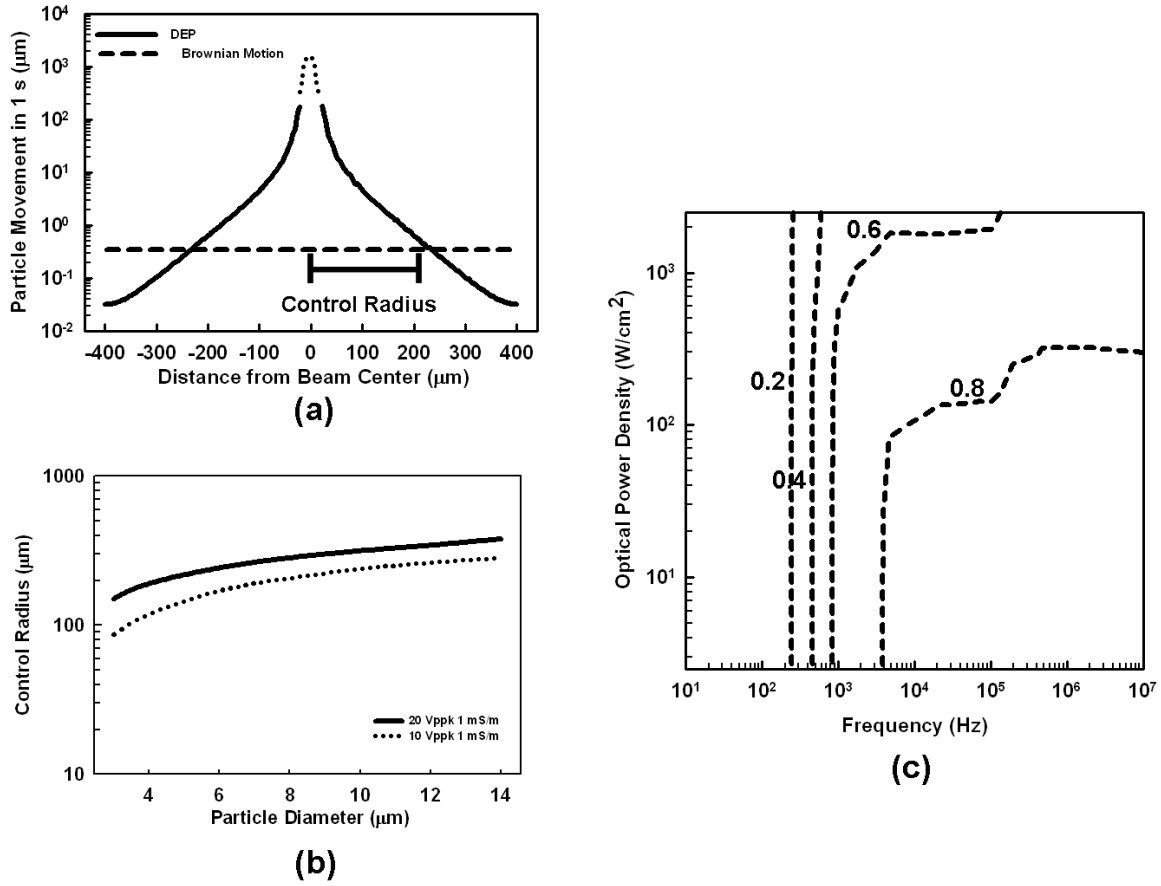 10⁴
10³
10²
10¹
10⁰
10⁻¹
10⁻²
Particle Movement in 1 s (μm)
DEP
Brownian Motion
Control Radius
-400 -300 -200 -100 0 100 200 300 400
Distance from Beam Center (μm)
(a)
1000
100
10
Control Radius (μm)
20 Vppk 1 mS/m
10 Vppk 1 mS/m
4 6 8 10 12 14
Particle Diameter (μm)
(b)
Optical Power Density (W/cm²)
10³
10²
10¹
0.6
0.2
0.8
0.4
10¹ 10² 10³ 10⁴ 10⁵ 10⁶ 10⁷
Frequency (Hz)
(c)